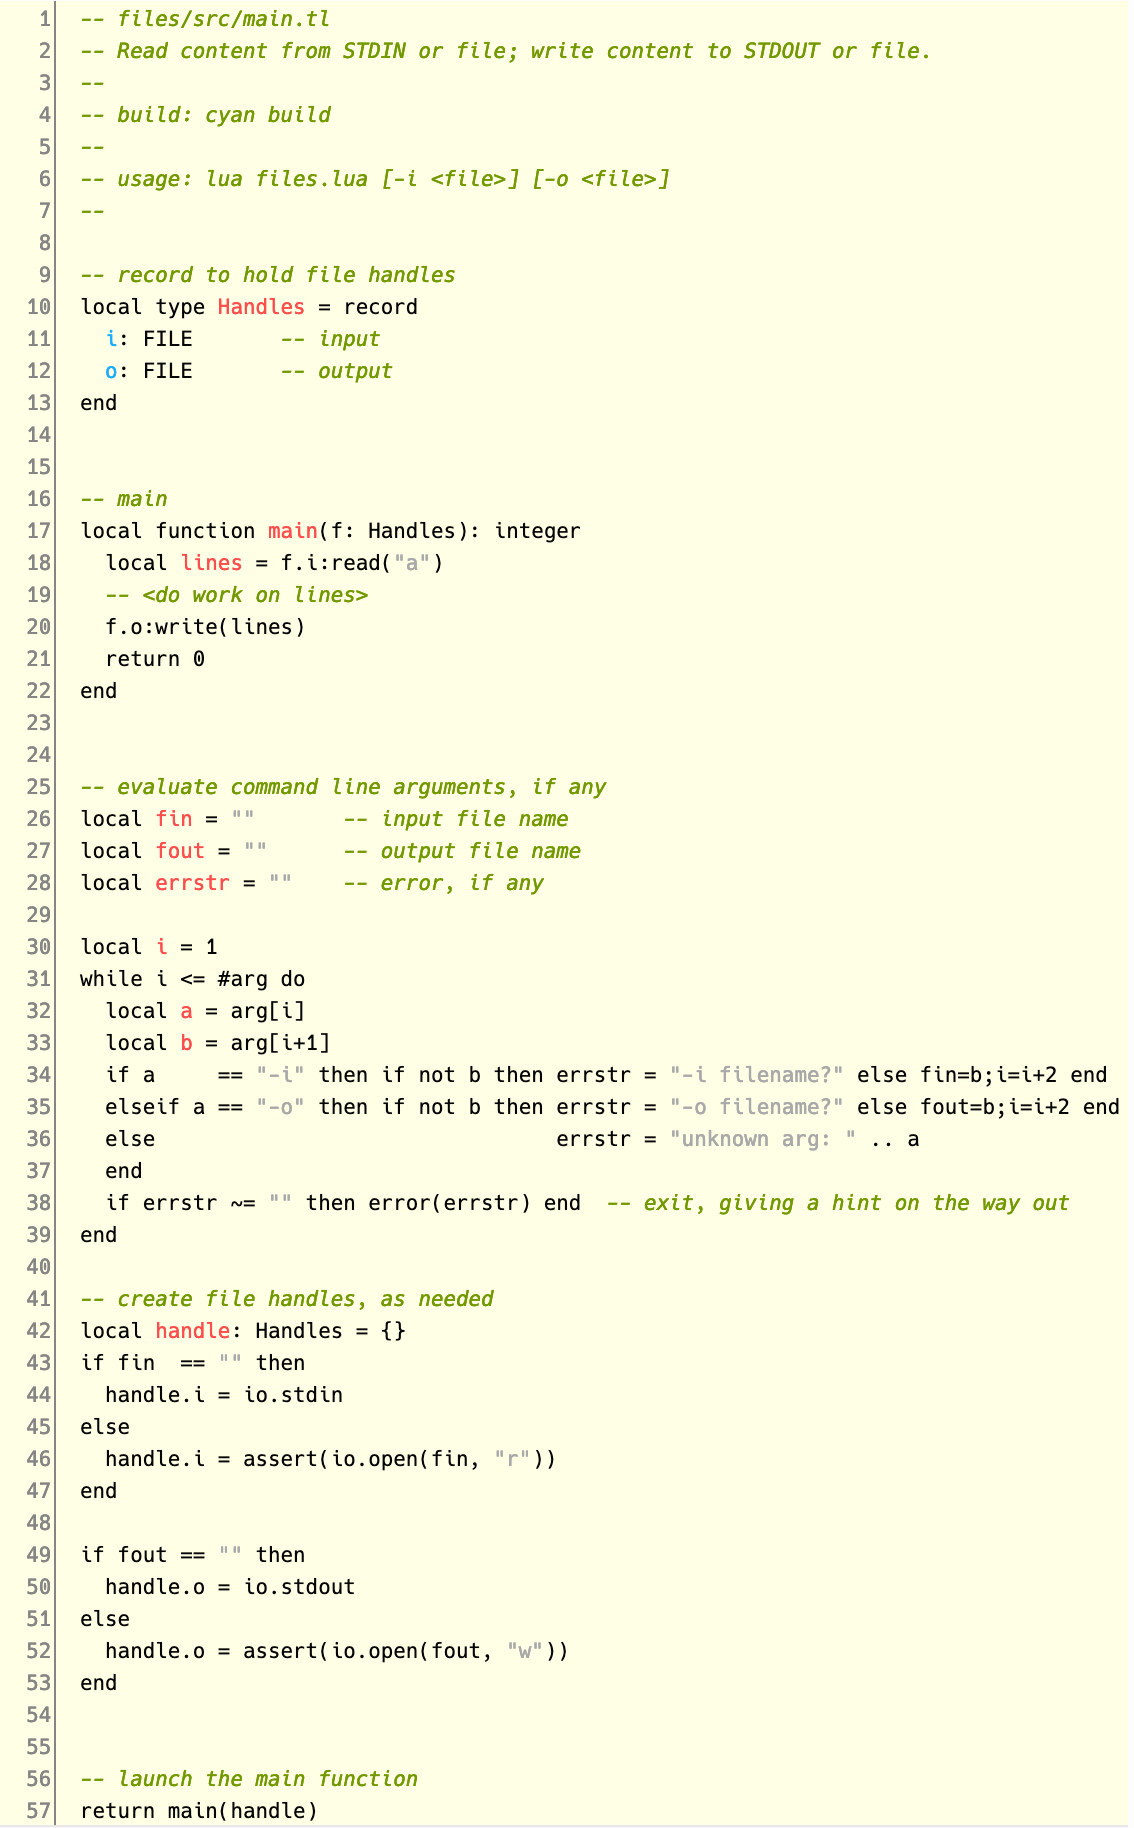 1 -- files/src/main.tl
2 -- Read content from STDIN or file; write content to STDOUT or file.
3 --
4 -- build: cyan build
5 --
6 -- usage: lua files.lua [-i <file>] [-o <file>]
7 --
8
9 -- record to hold file handles
10 local type Handles = record
11   i: FILE       -- input
12   o: FILE       -- output
13 end
14
15
16 -- main
17 local function main(f: Handles): integer
18   local lines = f.i:read("a")
19   -- <do work on lines>
20   f.o:write(lines)
21   return 0
22 end
23
24
25 -- evaluate command line arguments, if any
26 local fin = ""       -- input file name
27 local fout = ""      -- output file name
28 local errstr = ""    -- error, if any
29
30 local i = 1
31 while i <= #arg do
32   local a = arg[i]
33   local b = arg[i+1]
34   if a     == "-i" then if not b then errstr = "-i filename?" else fin=b;i=i+2 end
35   elseif a == "-o" then if not b then errstr = "-o filename?" else fout=b;i=i+2 end
36   else                                errstr = "unknown arg: " .. a
37   end
38   if errstr ~= "" then error(errstr) end  -- exit, giving a hint on the way out
39 end
40
41 -- create file handles, as needed
42 local handle: Handles = {}
43 if fin  == "" then
44   handle.i = io.stdin
45 else
46   handle.i = assert(io.open(fin, "r"))
47 end
48
49 if fout == "" then
50   handle.o = io.stdout
51 else
52   handle.o = assert(io.open(fout, "w"))
53 end
54
55
56 -- launch the main function
57 return main(handle)